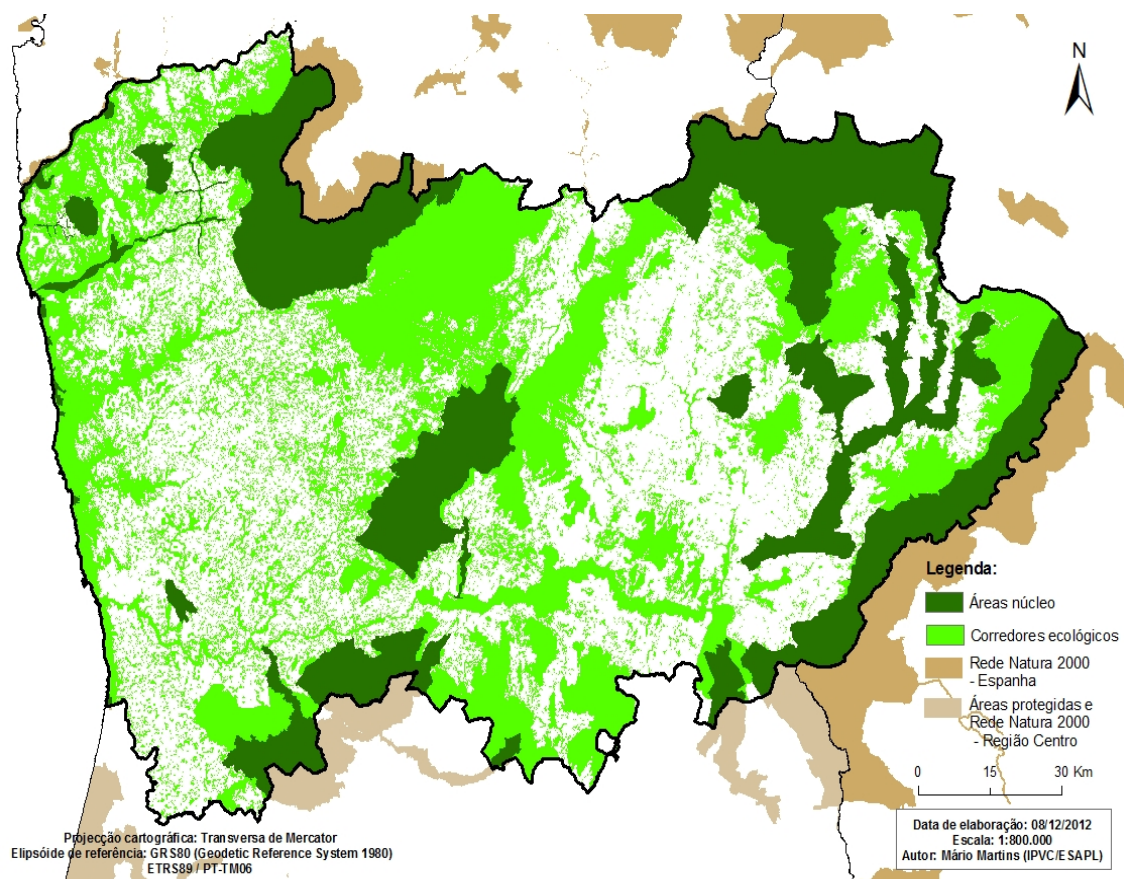 N
Legenda:
Áreas núcleo
Corredores ecológicos
Rede Natura 2000
- Espanha
Áreas protegidas e
Rede Natura 2000
- Região Centro
0 15 30 Km
Projecção cartográfica: Transversa de Mercator
Elipsóide de referência: GRS80 (Geodetic Reference System 1980)
ETRS89 / PT-TM06
Data de elaboração: 08/12/2012
Escala: 1:800.000
Autor: Mário Martins (IPVC/ESAPL)